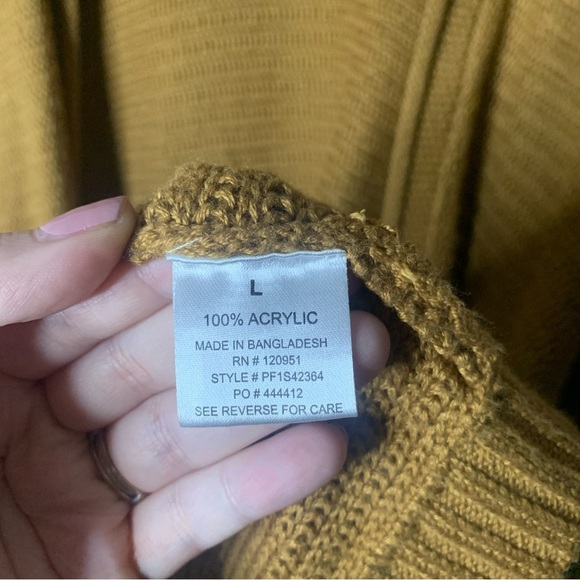 L
100% ACRYLIC
MADE IN BANGLADESH
RN # 120951
STYLE # PF1S42364
PO # 444412
SEE REVERSE FOR CARE